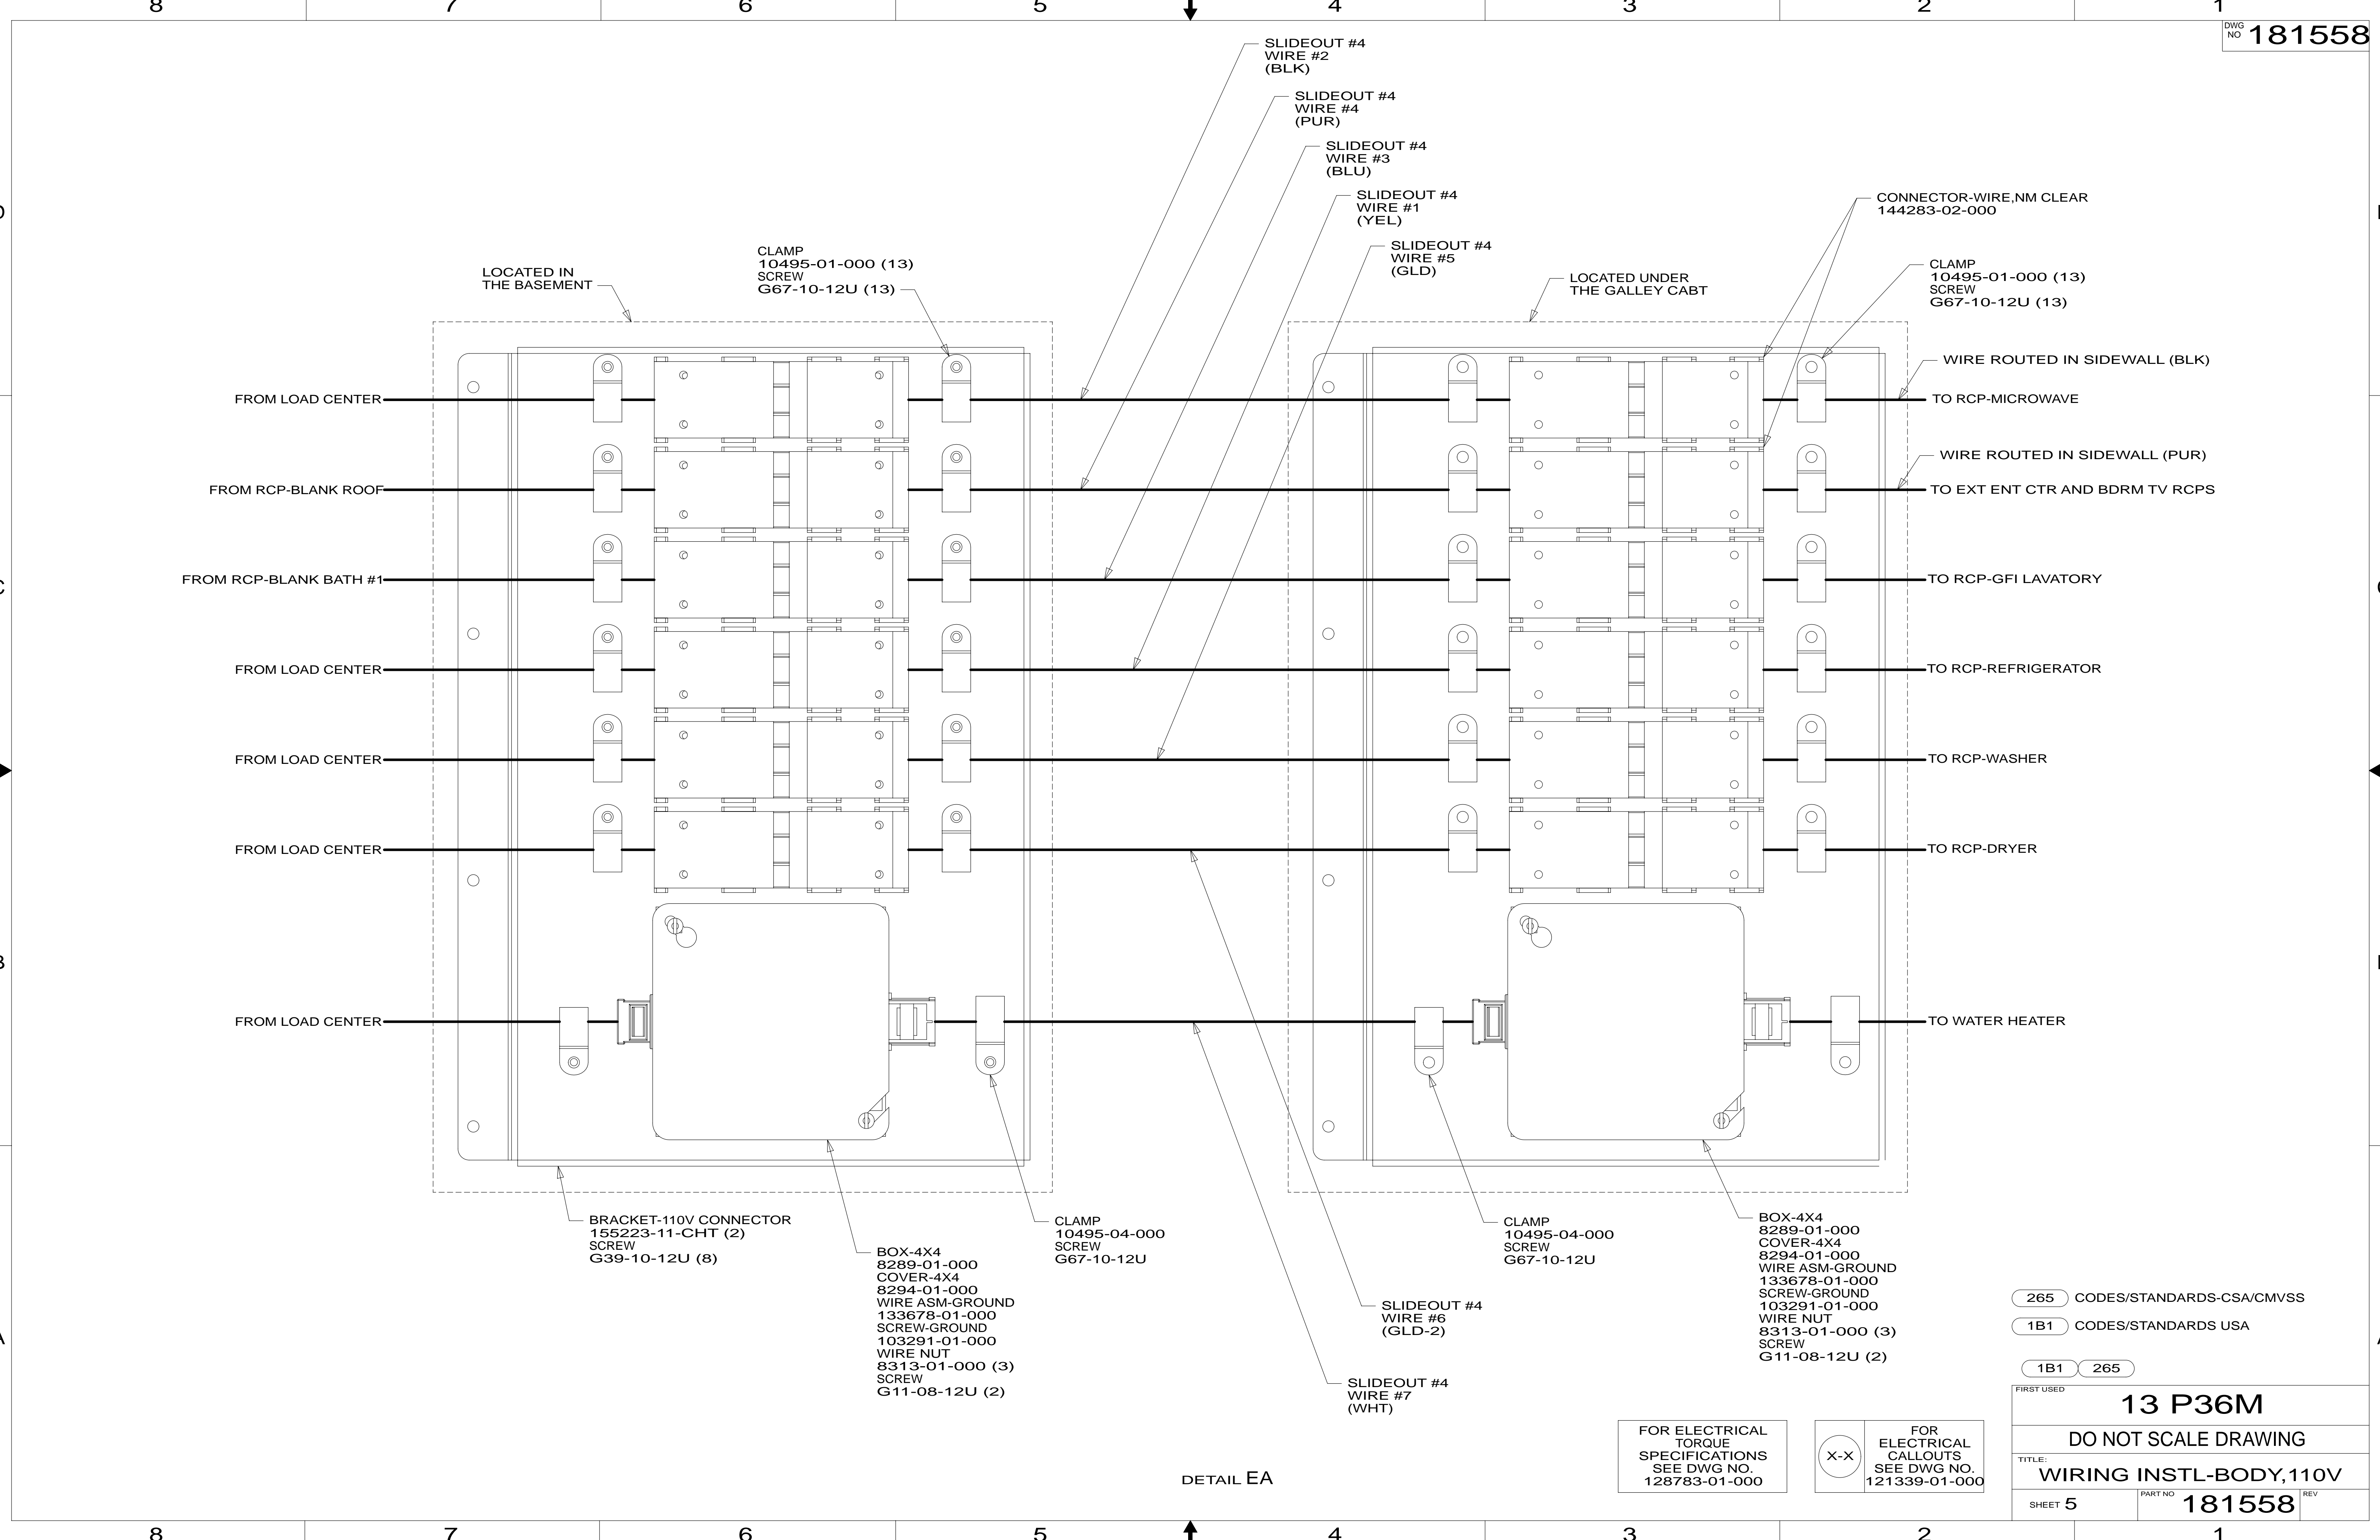 8 7 6 5 4 3 2 1
DWG
NO 181558
SLIDEOUT #4
WIRE #2
(BLK)
SLIDEOUT #4
WIRE #4
(PUR)
SLIDEOUT #4
WIRE #3
(BLU)
SLIDEOUT #4
WIRE #1
(YEL)
SLIDEOUT #4
WIRE #5
(GLD)
CONNECTOR-WIRE,NM CLEAR
144283-02-000
LOCATED IN
THE BASEMENT
CLAMP
10495-01-000 (13)
SCREW
G67-10-12U (13)
LOCATED UNDER
THE GALLEY CABT
CLAMP
10495-01-000 (13)
SCREW
G67-10-12U (13)
WIRE ROUTED IN SIDEWALL (BLK)
FROM LOAD CENTER
TO RCP-MICROWAVE
WIRE ROUTED IN SIDEWALL (PUR)
FROM RCP-BLANK ROOF
TO EXT ENT CTR AND BDRM TV RCPS
FROM RCP-BLANK BATH #1
TO RCP-GFI LAVATORY
FROM LOAD CENTER
TO RCP-REFRIGERATOR
FROM LOAD CENTER
TO RCP-WASHER
FROM LOAD CENTER
TO RCP-DRYER
FROM LOAD CENTER
TO WATER HEATER
BRACKET-110V CONNECTOR
155223-11-CHT (2)
SCREW
G39-10-12U (8)
BOX-4X4
8289-01-000
COVER-4X4
8294-01-000
WIRE ASM-GROUND
133678-01-000
SCREW-GROUND
103291-01-000
WIRE NUT
8313-01-000 (3)
SCREW
G11-08-12U (2)
CLAMP
10495-04-000
SCREW
G67-10-12U
SLIDEOUT #4
WIRE #6
(GLD-2)
SLIDEOUT #4
WIRE #7
(WHT)
CLAMP
10495-04-000
SCREW
G67-10-12U
BOX-4X4
8289-01-000
COVER-4X4
8294-01-000
WIRE ASM-GROUND
133678-01-000
SCREW-GROUND
103291-01-000
WIRE NUT
8313-01-000 (3)
SCREW
G11-08-12U (2)
265 CODES/STANDARDS-CSA/CMVSS
1B1 CODES/STANDARDS USA
1B1 265
FIRST USED
13 P36M
DO NOT SCALE DRAWING
TITLE:
WIRING INSTL-BODY,110V
SHEET 5
PART NO 181558
REV
FOR ELECTRICAL
TORQUE
SPECIFICATIONS
SEE DWG NO.
128783-01-000
X-X
FOR
ELECTRICAL
CALLOUTS
SEE DWG NO.
121339-01-000
DETAIL EA
8 7 6 5 4 3 2 1